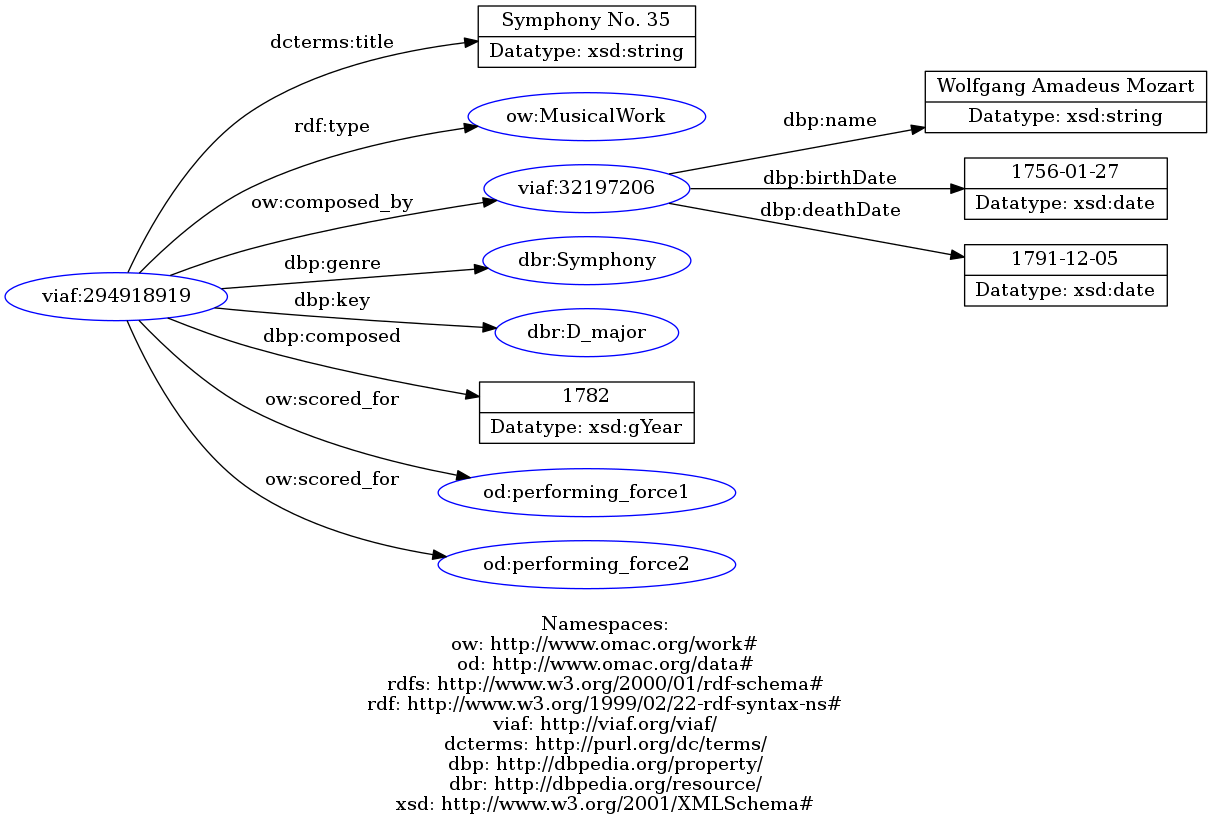 dcterms:title
Symphony No. 35
Datatype: xsd:string
rdf:type
ow:MusicalWork
ow:composed_by
viaf:32197206
dbp:name
Wolfgang Amadeus Mozart
Datatype: xsd:string
dbp:birthDate
1756-01-27
Datatype: xsd:date
dbp:deathDate
1791-12-05
Datatype: xsd:date
viaf:294918919
dbp:genre
dbr:Symphony
dbp:key
dbr:D_major
dbp:composed
1782
Datatype: xsd:gYear
ow:scored_for
od:performing_force1
ow:scored_for
od:performing_force2
Namespaces:
ow: http://www.omac.org/work#
od: http://www.omac.org/data#
rdfs: http://www.w3.org/2000/01/rdf-schema#
rdf: http://www.w3.org/1999/02/22-rdf-syntax-ns#
viaf: http://viaf.org/viaf/
dcterms: http://purl.org/dc/terms/
dbp: http://dbpedia.org/property/
dbr: http://dbpedia.org/resource/
xsd: http://www.w3.org/2001/XMLSchema#